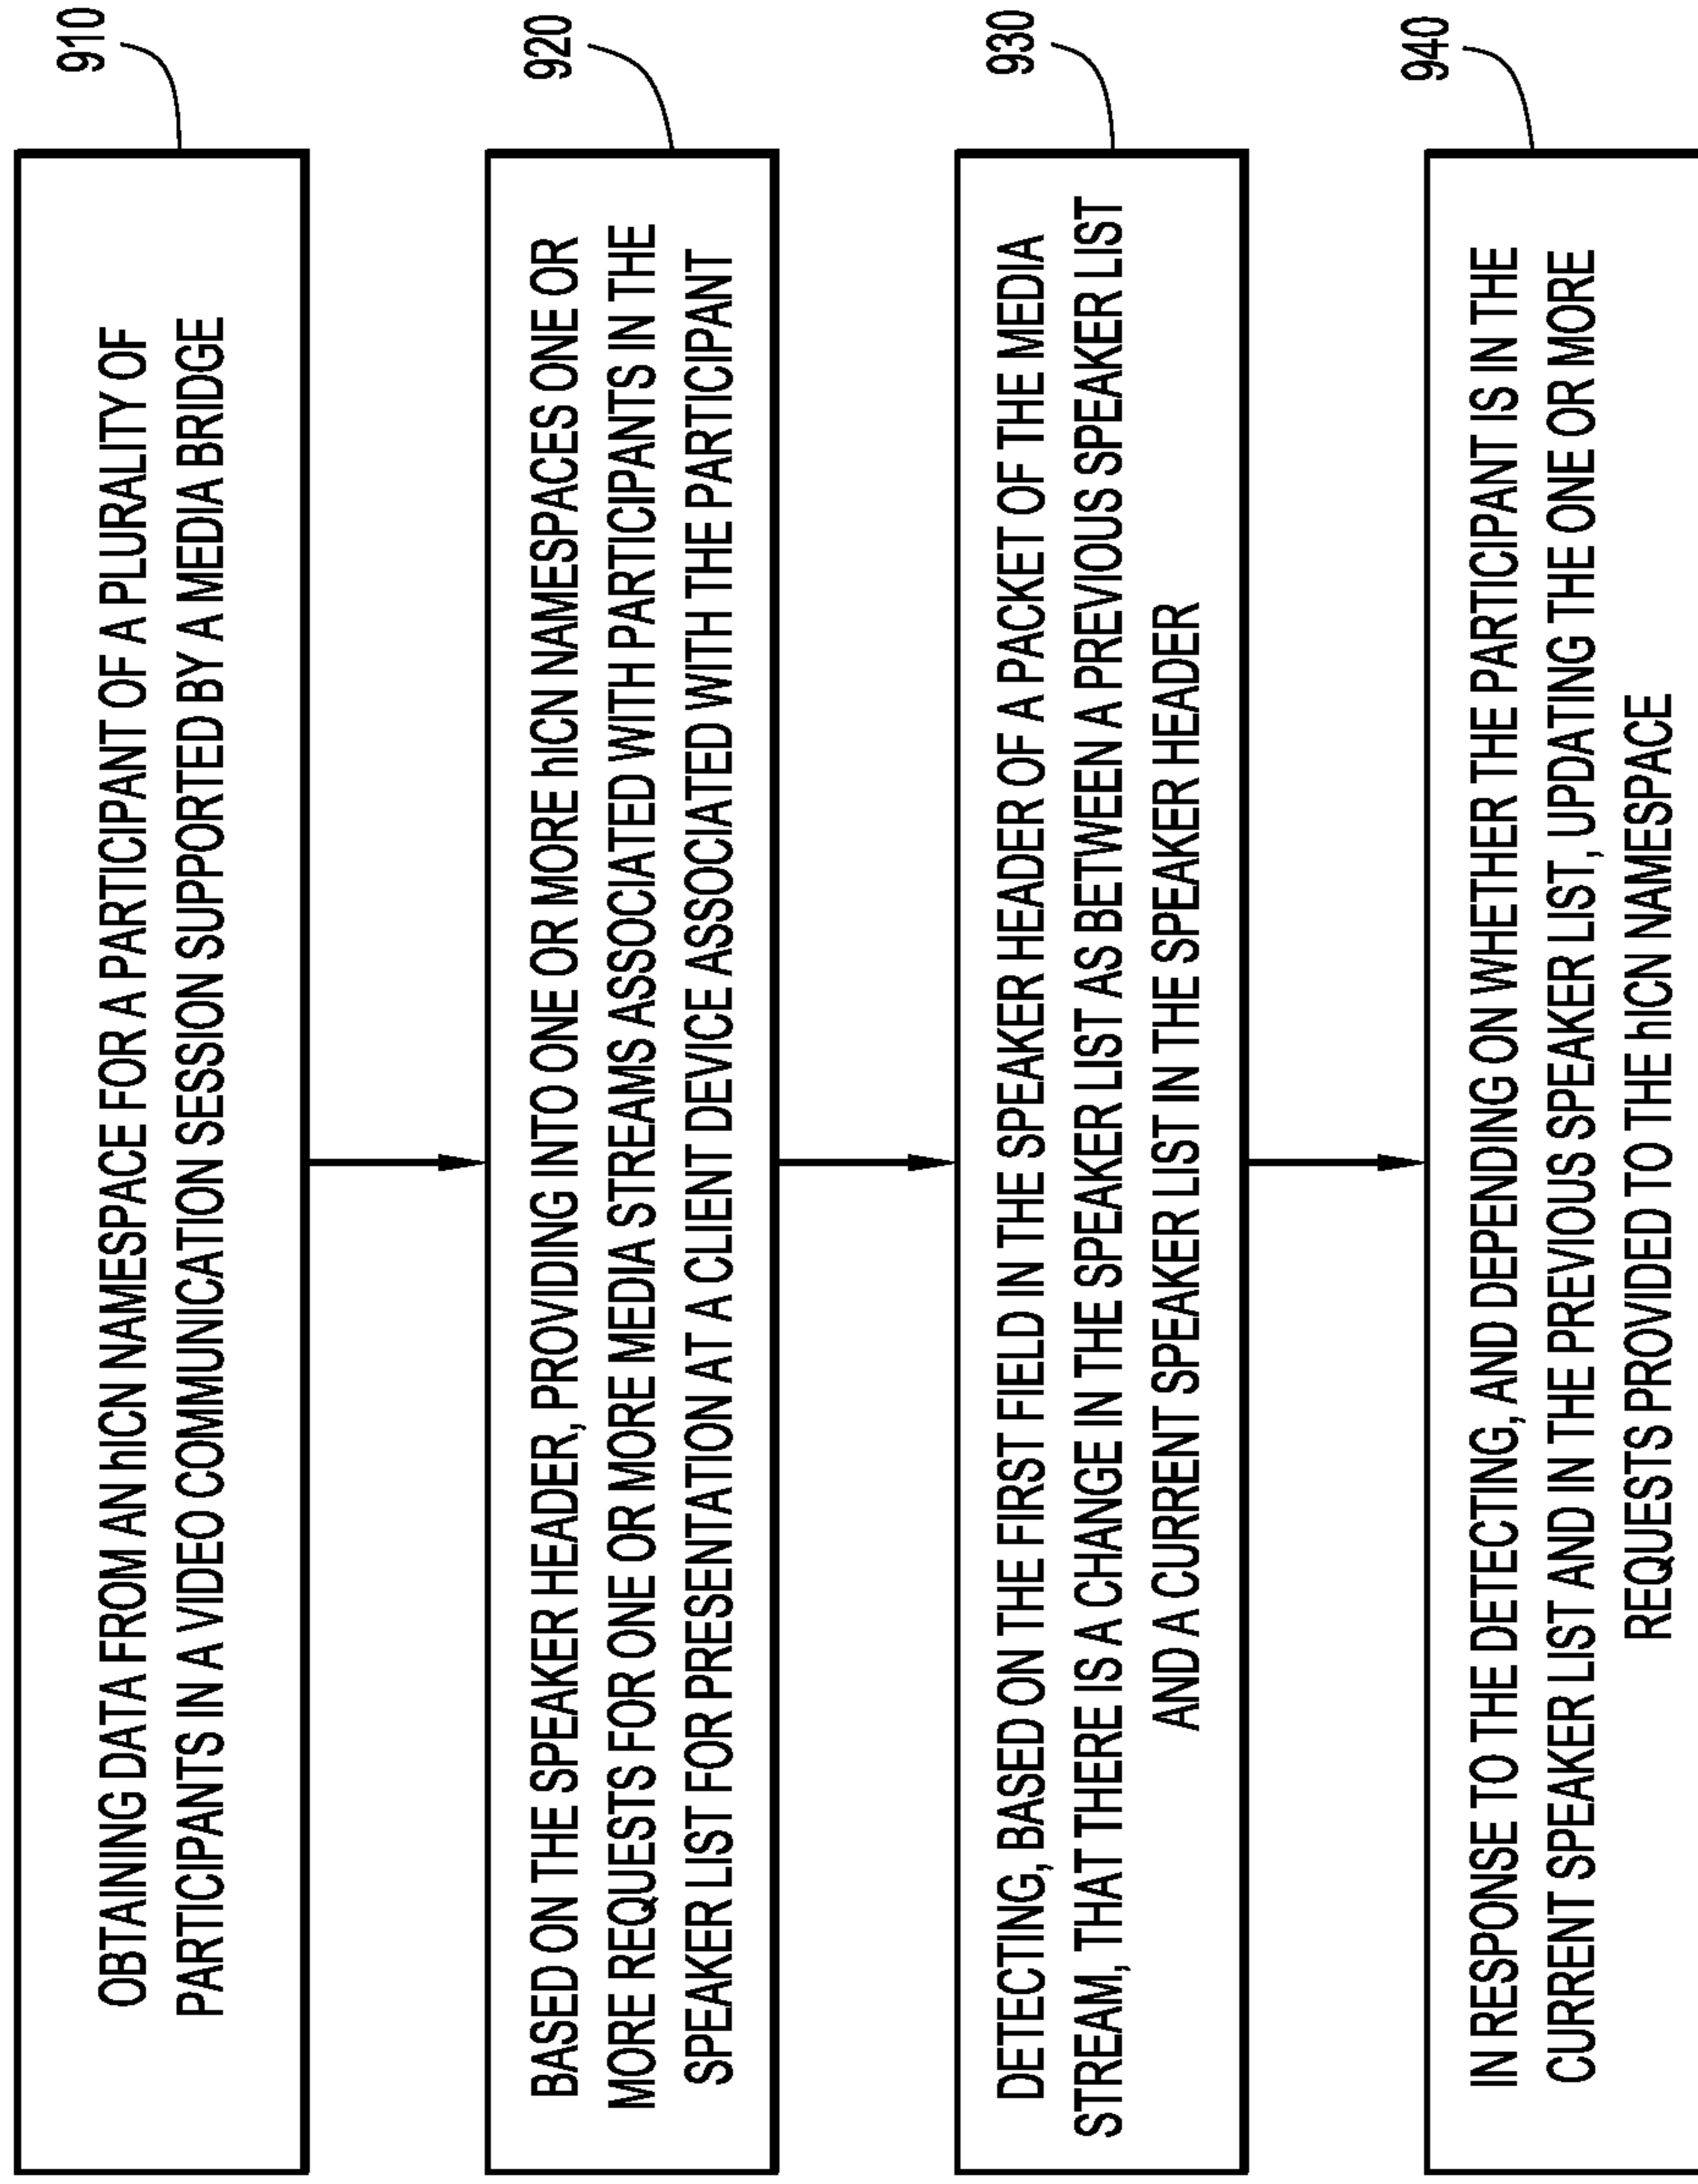 910
OBTAINING DATA FROM AN hICN NAMESPACE FOR A PARTICIPANT OF A PLURALITY OF
PARTICIPANTS IN A VIDEO COMMUNICATION SESSION SUPPORTED BY A MEDIA BRIDGE
920
BASED ON THE SPEAKER HEADER, PROVIDING INTO ONE OR MORE hICN NAMESPACES ONE OR
MORE REQUESTS FOR ONE OR MORE MEDIA STREAMS ASSOCIATED WITH PARTICIPANTS IN THE
SPEAKER LIST FOR PRESENTATION AT A CLIENT DEVICE ASSOCIATED WITH THE PARTICIPANT
930
DETECTING, BASED ON THE FIRST FIELD IN THE SPEAKER HEADER OF A PACKET OF THE MEDIA
STREAM, THAT THERE IS A CHANGE IN THE SPEAKER LIST AS BETWEEN A PREVIOUS SPEAKER LIST
AND A CURRENT SPEAKER LIST IN THE SPEAKER HEADER
940
IN RESPONSE TO THE DETECTING, AND DEPENDING ON WHETHER THE PARTICIPANT IS IN THE
CURRENT SPEAKER LIST AND IN THE PREVIOUS SPEAKER LIST, UPDATING THE ONE OR MORE
REQUESTS PROVIDED TO THE hICN NAMESPACE